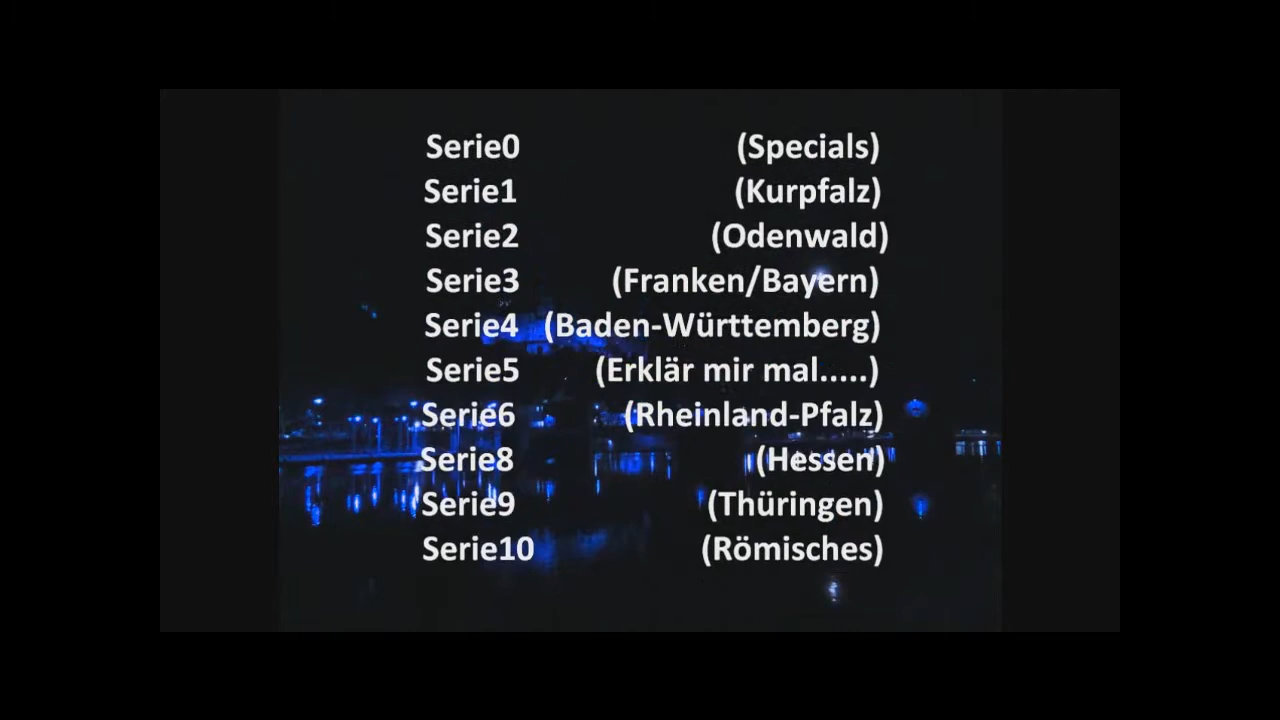 Serie0 (Specials)
Serie1 (Kurpfalz)
Serie2 (Odenwald)
Serie3 (Franken/Bayern)
Serie4 (Baden-Württemberg)
Serie5 (Erklär mir mal.....)
Serie6 (Rheinland-Pfalz)
Serie8 (Hessen)
Serie9 (Thüringen)
Serie10 (Römisches)